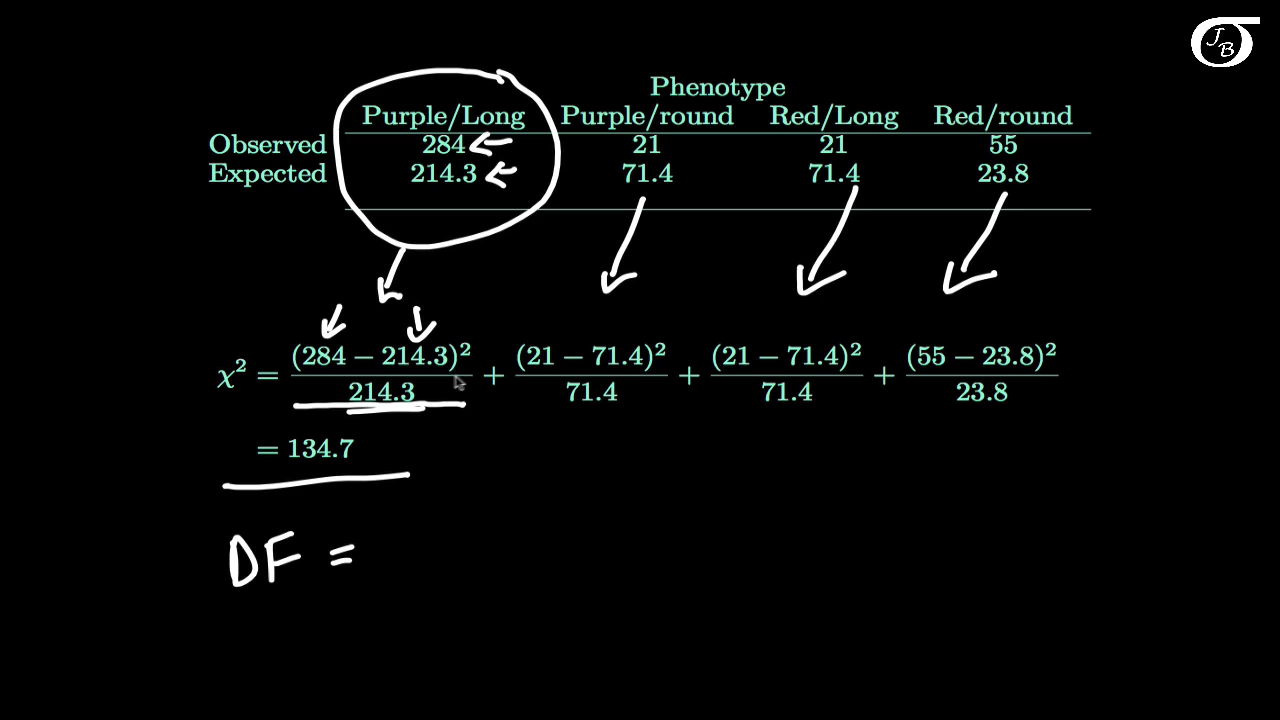 JB
Phenotype
Purple/Long Purple/round Red/Long Red/round
Observed 284 21 21 55
Expected 214.3 71.4 71.4 23.8
χ² = (284 − 214.3)²/214.3 + (21 − 71.4)²/71.4 + (21 − 71.4)²/71.4 + (55 − 23.8)²/23.8
= 134.7
DF =